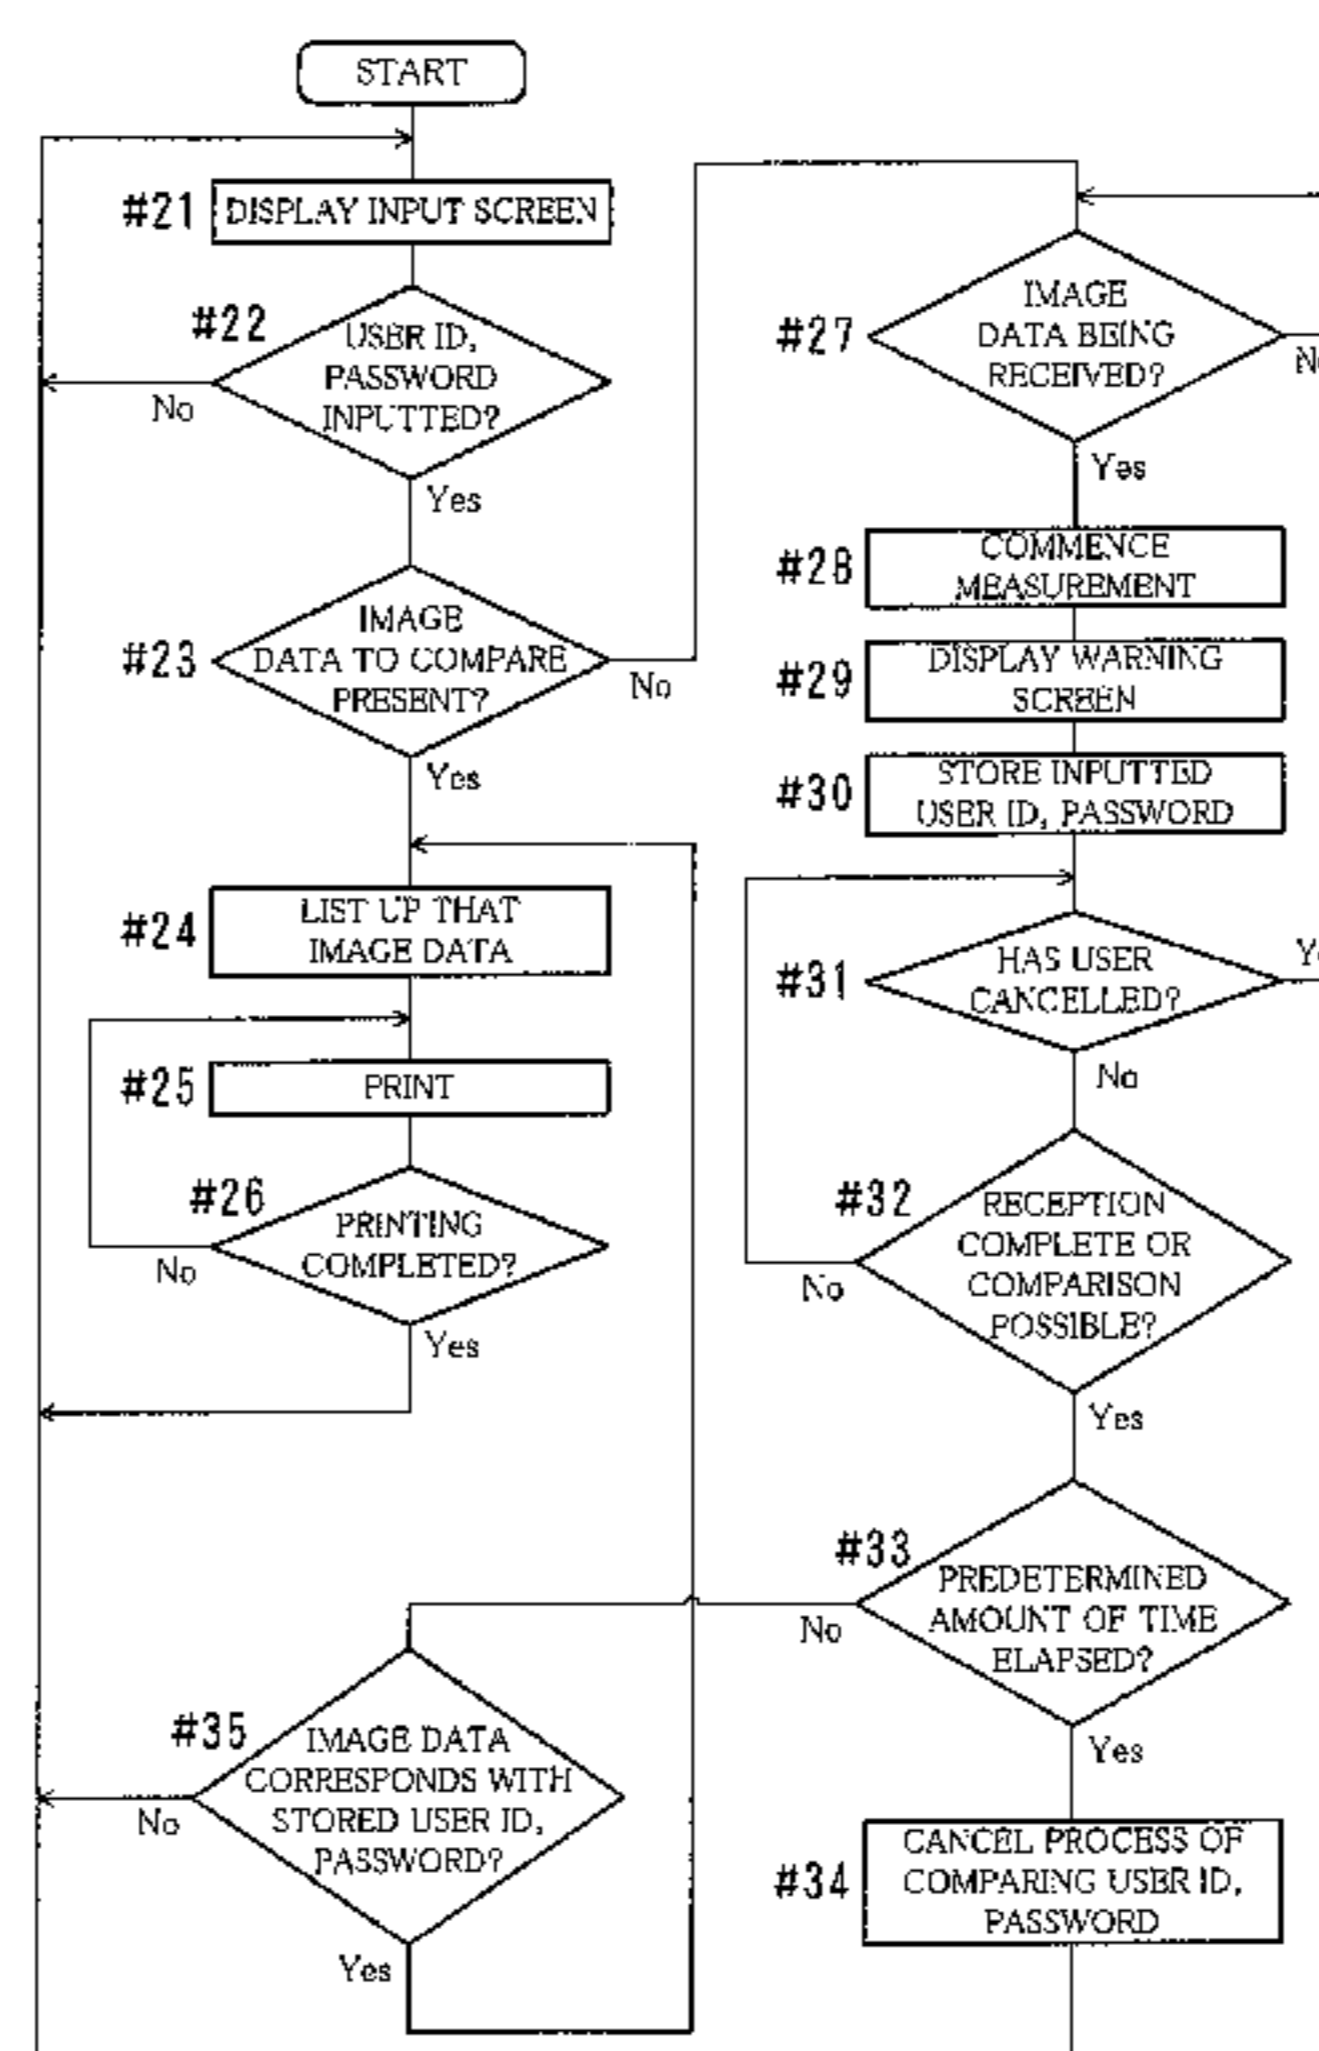 START
#21
DISPLAY INPUT SCREEN
#22
USER ID,
PASSWORD
INPUTTED?
No
Yes
#23
IMAGE
DATA TO COMPARE
PRESENT?
No
Yes
#24
LIST UP THAT
IMAGE DATA
#25
PRINT
#26
PRINTING
COMPLETED?
No
Yes
#27
IMAGE
DATA BEING
RECEIVED?
Yes
#28
COMMENCE
MEASUREMENT
#29
DISPLAY WARNING
SCREEN
#30
STORE INPUTTED
USER ID, PASSWORD
#31
HAS USER
CANCELLED?
No
#32
RECEPTION
COMPLETE OR
COMPARISON
POSSIBLE?
No
Yes
#33
PREDETERMINED
AMOUNT OF TIME
ELAPSED?
No
Yes
#34
CANCEL PROCESS OF
COMPARING USER ID,
PASSWORD
#35
IMAGE DATA
CORRESPONDS WITH
STORED USER ID,
PASSWORD?
No
Yes